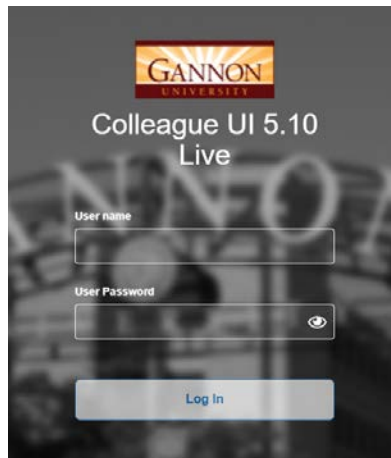 GANNON
UNIVERSITY
Colleague UI 5.10
Live
User name
User Password
Log In